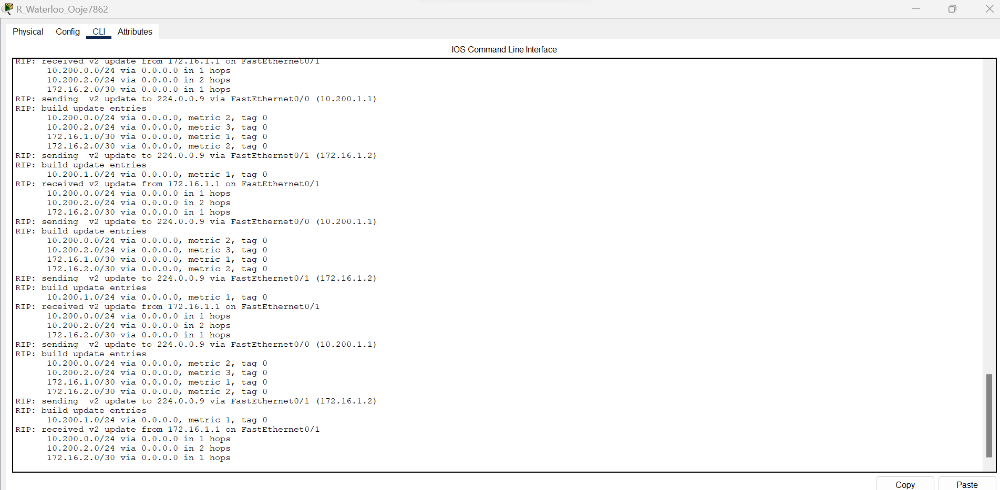 R_Waterloo_Ooje7862
Physical Config CLI Attributes
IOS Command Line Interface
RIP: received v2 update from 172.16.1.1 on FastEthernet0/1
10.200.0.0/24 via 0.0.0.0 in 1 hops
10.200.2.0/24 via 0.0.0.0 in 2 hops
172.16.2.0/30 via 0.0.0.0 in 1 hops
RIP: sending  v2 update to 224.0.0.9 via FastEthernet0/0 (10.200.1.1)
RIP: build update entries
10.200.0.0/24 via 0.0.0.0, metric 2, tag 0
10.200.2.0/24 via 0.0.0.0, metric 3, tag 0
172.16.1.0/30 via 0.0.0.0, metric 1, tag 0
172.16.2.0/30 via 0.0.0.0, metric 2, tag 0
RIP: sending  v2 update to 224.0.0.9 via FastEthernet0/1 (172.16.1.2)
RIP: build update entries
10.200.1.0/24 via 0.0.0.0, metric 1, tag 0
RIP: received v2 update from 172.16.1.1 on FastEthernet0/1
10.200.0.0/24 via 0.0.0.0 in 1 hops
10.200.2.0/24 via 0.0.0.0 in 2 hops
172.16.2.0/30 via 0.0.0.0 in 1 hops
RIP: sending  v2 update to 224.0.0.9 via FastEthernet0/0 (10.200.1.1)
RIP: build update entries
10.200.0.0/24 via 0.0.0.0, metric 2, tag 0
10.200.2.0/24 via 0.0.0.0, metric 3, tag 0
172.16.1.0/30 via 0.0.0.0, metric 1, tag 0
172.16.2.0/30 via 0.0.0.0, metric 2, tag 0
RIP: sending  v2 update to 224.0.0.9 via FastEthernet0/1 (172.16.1.2)
RIP: build update entries
10.200.1.0/24 via 0.0.0.0, metric 1, tag 0
RIP: received v2 update from 172.16.1.1 on FastEthernet0/1
10.200.0.0/24 via 0.0.0.0 in 1 hops
10.200.2.0/24 via 0.0.0.0 in 2 hops
172.16.2.0/30 via 0.0.0.0 in 1 hops
RIP: sending  v2 update to 224.0.0.9 via FastEthernet0/0 (10.200.1.1)
RIP: build update entries
10.200.0.0/24 via 0.0.0.0, metric 2, tag 0
10.200.2.0/24 via 0.0.0.0, metric 3, tag 0
172.16.1.0/30 via 0.0.0.0, metric 1, tag 0
172.16.2.0/30 via 0.0.0.0, metric 2, tag 0
RIP: sending  v2 update to 224.0.0.9 via FastEthernet0/1 (172.16.1.2)
RIP: build update entries
10.200.1.0/24 via 0.0.0.0, metric 1, tag 0
RIP: received v2 update from 172.16.1.1 on FastEthernet0/1
10.200.0.0/24 via 0.0.0.0 in 1 hops
10.200.2.0/24 via 0.0.0.0 in 2 hops
172.16.2.0/30 via 0.0.0.0 in 1 hops
Copy Paste